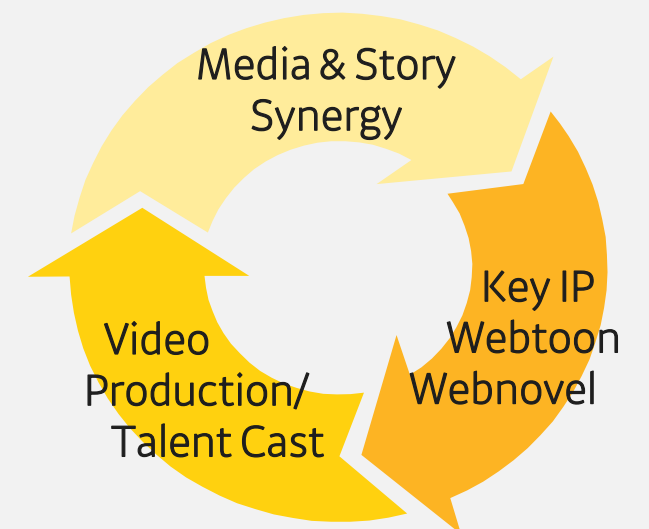 Media & Story
Synergy
Key IP
Webtoon
Webnovel
Video
Production/
Talent Cast